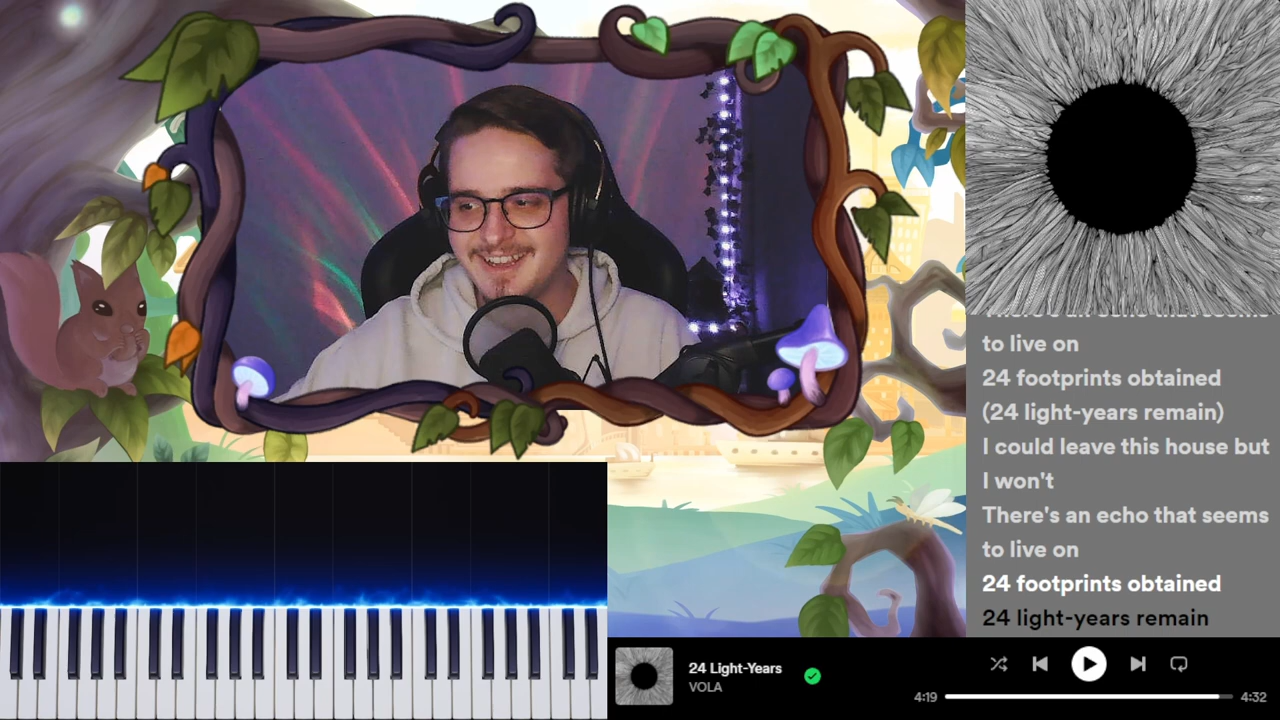 to live on
24 footprints obtained
(24 light-years remain)
I could leave this house but
I won't
There's an echo that seems
to live on
24 footprints obtained
24 light-years remain
24 Light-Years
VOLA
4:19
4:32